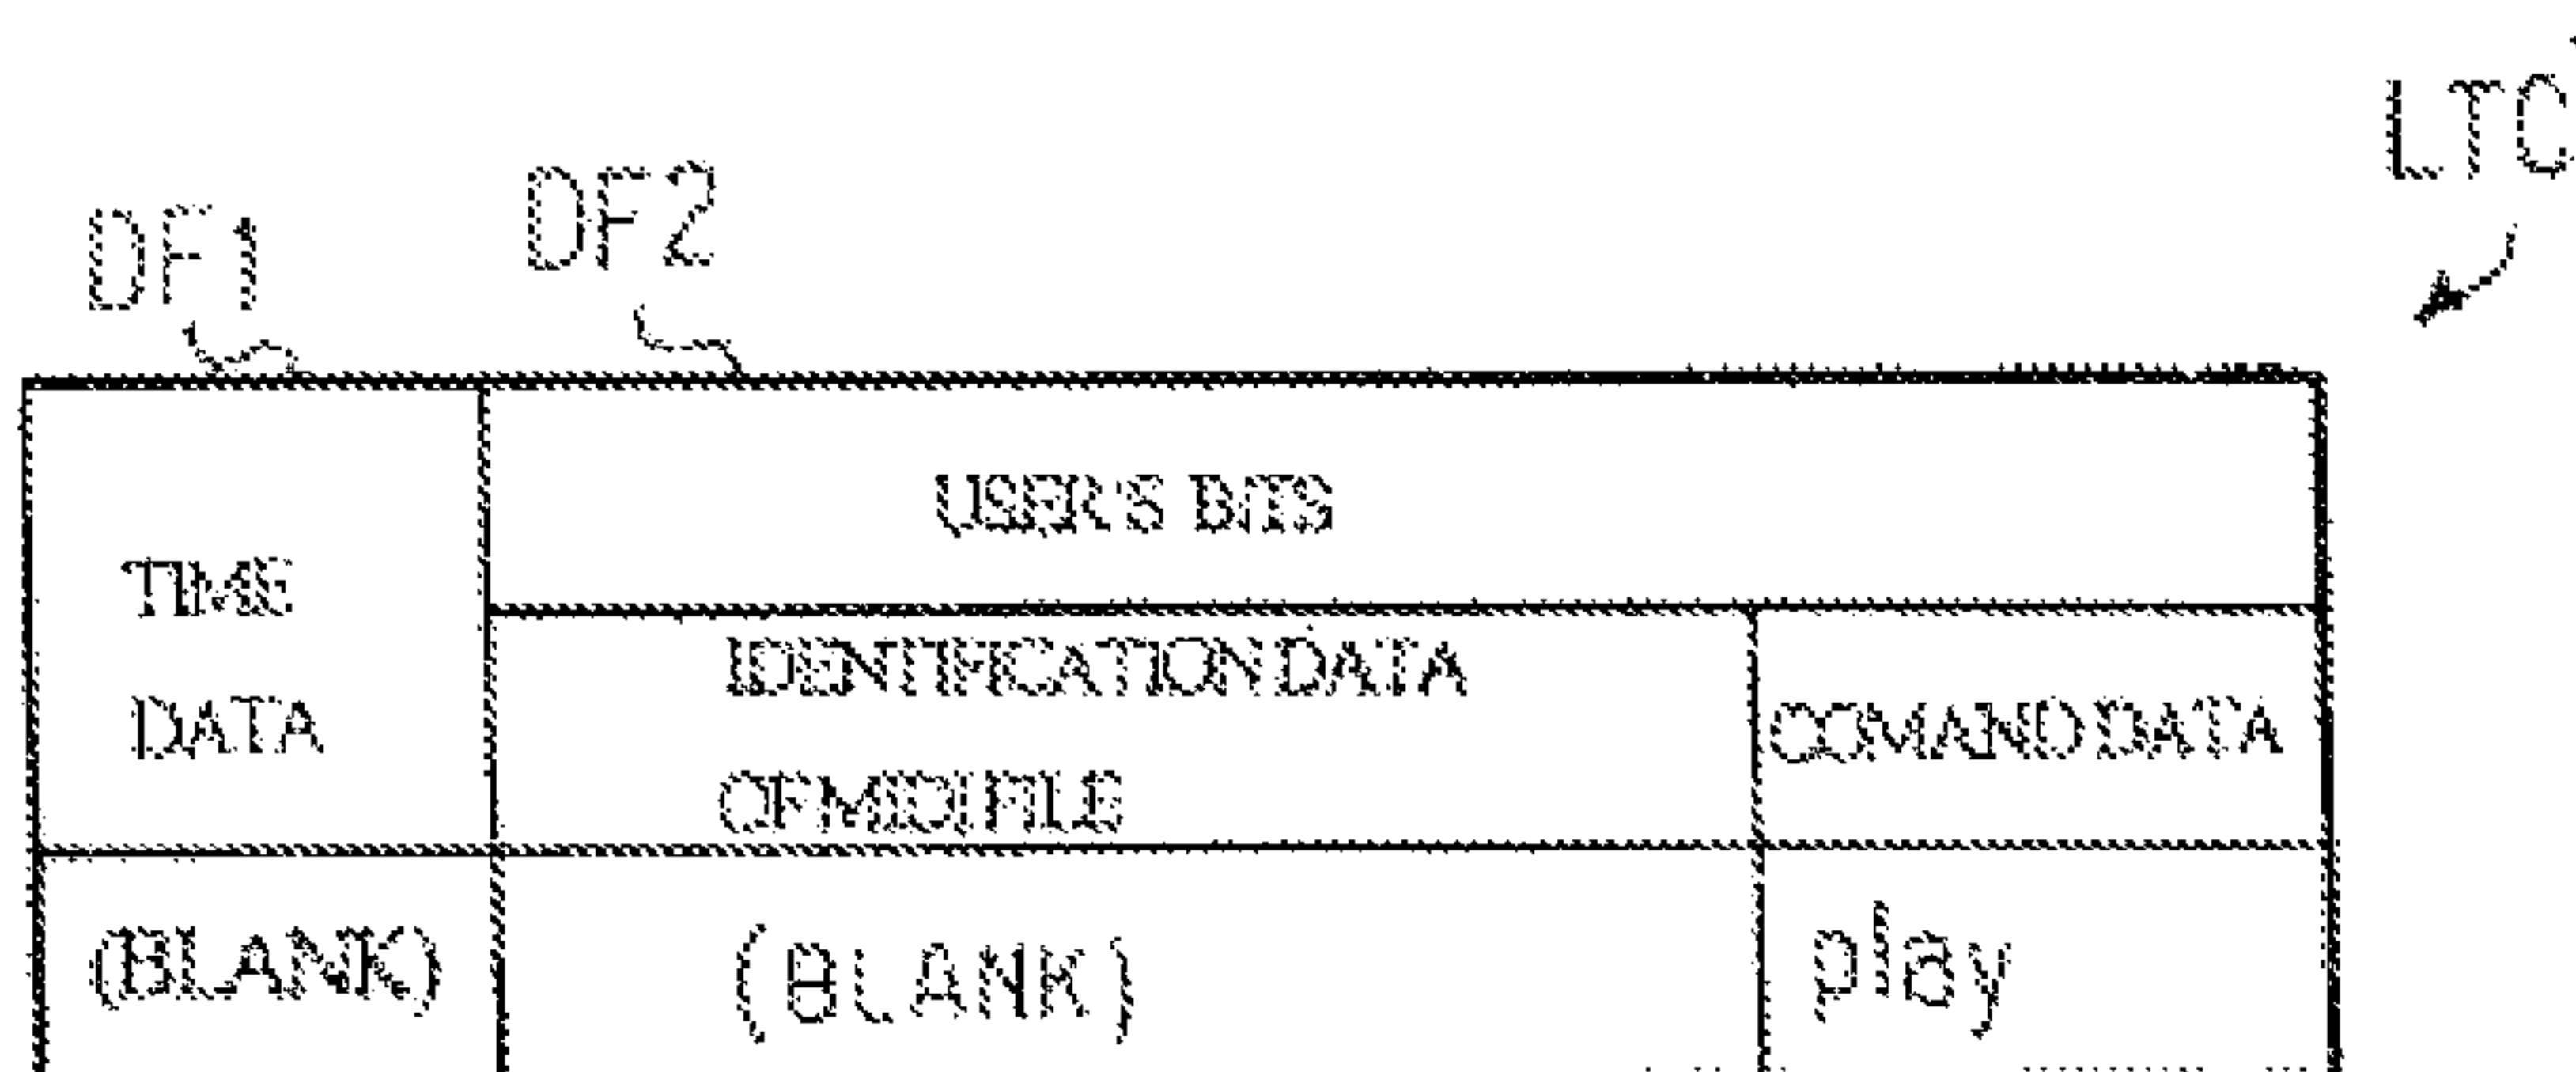 LTC
DF1
DF2
USER'S BITS
TIME
DATA
IDENTIFICATION DATA
OF MIDI FILE
COMAND DATA
(BLANK)
(BLANK)
play